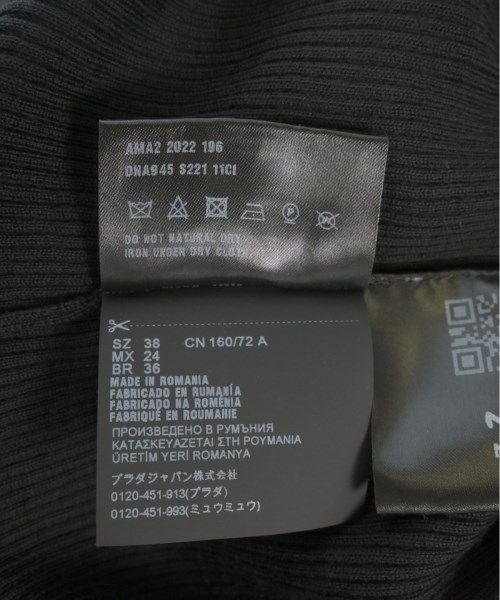 AMA2 2022 196
DNA945 S221 11CI
DO NOT NATURAL DRY
IRON UNDER DRY CLOTH
SZ 38 CN 160/72 A
MX 24
BR 36
MADE IN ROMANIA
FABRICADO EN RUMANÍA
FABRICADO NA ROMÊNIA
FABRIQUÉ EN ROUMANIE
ПРОИЗВЕДЕНО В РУМЪНИЯ
ΚΑΤΑΣΚΕΥΑΖΕΤΑΙ ΣΤΗ ΡΟΥΜΑΝΙΑ
ÜRETİM YERİ ROMANYA
プラダジャパン株式会社
0120-451-913(プラダ)
0120-451-993(ミュウミュウ)